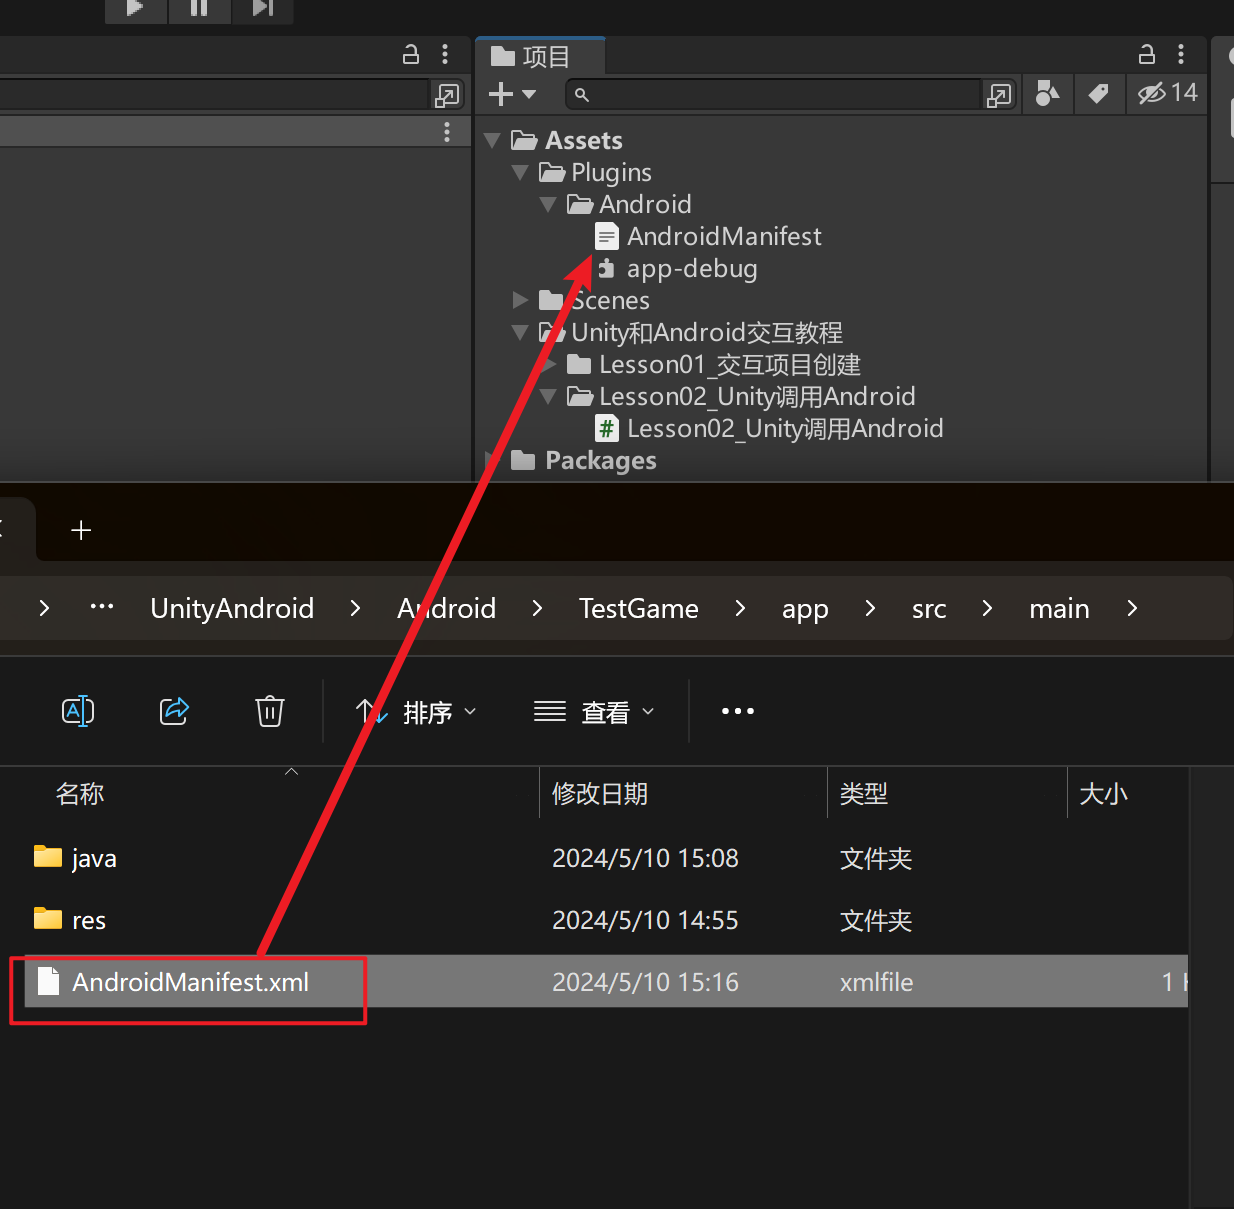 项目
14
Assets
Plugins
Android
AndroidManifest
app-debug
Scenes
Unity和Android交互教程
Lesson01_交互项目创建
Lesson02_Unity调用Android
# Lesson02_Unity调用Android
Packages
UnityAndroid > Android > TestGame > app > src > main >
排序 查看
名称 修改日期 类型 大小
java 2024/5/10 15:08 文件夹
res 2024/5/10 14:55 文件夹
AndroidManifest.xml 2024/5/10 15:16 xmlfile 1